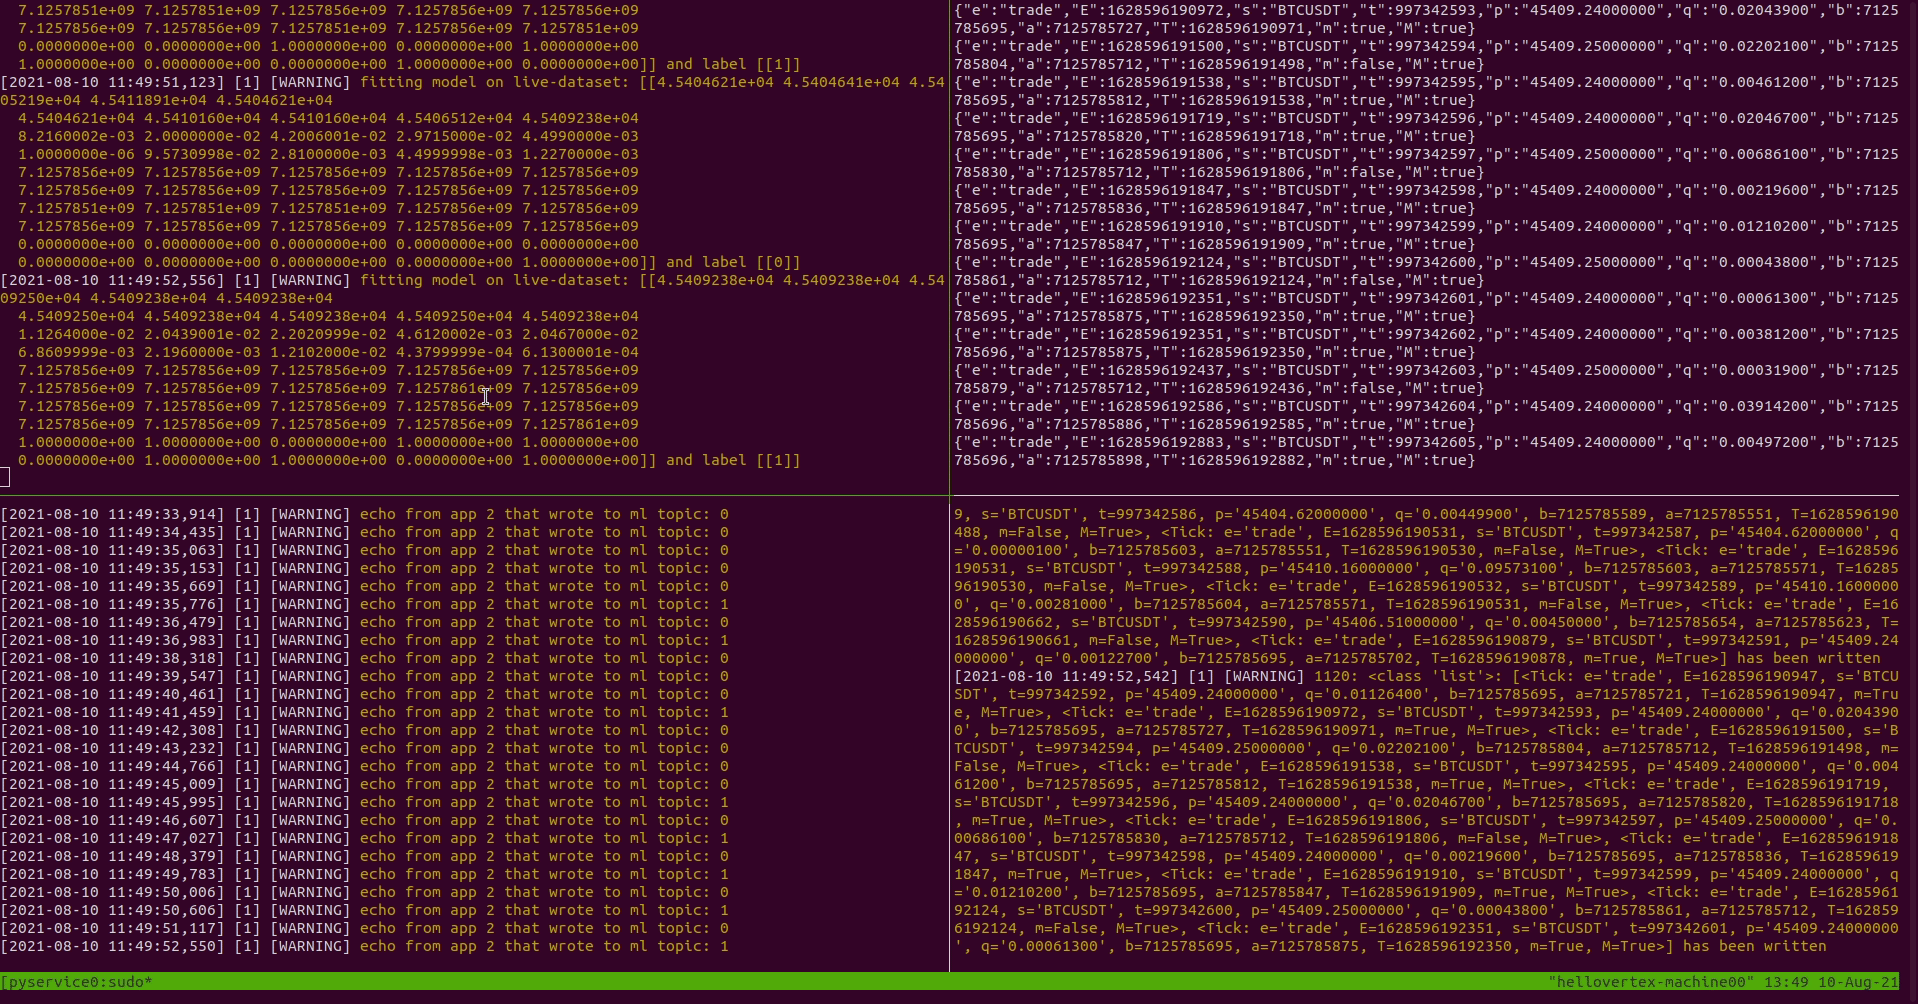 7.1257851e+09 7.1257851e+09 7.1257856e+09 7.1257856e+09 7.1257856e+09
7.1257856e+09 7.1257856e+09 7.1257856e+09 7.1257856e+09 7.1257851e+09
0.0000000e+00 0.0000000e+00 1.0000000e+00 0.0000000e+00 1.0000000e+00
1.0000000e+00 0.0000000e+00 0.0000000e+00 1.0000000e+00 0.0000000e+00]] and label [[1]]
[2021-08-10 11:49:51,123] [1] [WARNING] fitting model on live-dataset: [[4.5404621e+04 4.5404641e+04 4.54
05219e+04 4.5411891e+04 4.5404621e+04
4.5404621e+04 4.5410160e+04 4.5410160e+04 4.5406512e+04 4.5409238e+04
8.2160002e-03 2.0000000e-02 4.2006001e-02 2.9715000e-02 4.4990000e-03
1.0000000e-06 9.5730998e-02 2.8100000e-03 4.4999998e-03 1.2270000e-03
7.1257856e+09 7.1257856e+09 7.1257856e+09 7.1257856e+09 7.1257856e+09
7.1257856e+09 7.1257856e+09 7.1257856e+09 7.1257856e+09 7.1257856e+09
7.1257851e+09 7.1257851e+09 7.1257851e+09 7.1257856e+09 7.1257856e+09
7.1257856e+09 7.1257856e+09 7.1257856e+09 7.1257856e+09 7.1257856e+09
0.0000000e+00 0.0000000e+00 0.0000000e+00 0.0000000e+00 0.0000000e+00
0.0000000e+00 0.0000000e+00 0.0000000e+00 0.0000000e+00 1.0000000e+00]] and label [[0]]
[2021-08-10 11:49:52,556] [1] [WARNING] fitting model on live-dataset: [[4.5409238e+04 4.5409238e+04 4.54
09250e+04 4.5409238e+04 4.5409238e+04
4.5409250e+04 4.5409238e+04 4.5409238e+04 4.5409250e+04 4.5409238e+04
1.1264000e-02 2.0439001e-02 2.2020999e-02 4.6120002e-03 2.0467000e-02
6.8609999e-03 2.1960000e-03 1.2102000e-02 4.3799999e-04 6.1300001e-04
7.1257856e+09 7.1257856e+09 7.1257856e+09 7.1257856e+09 7.1257856e+09
7.1257856e+09 7.1257856e+09 7.1257856e+09 7.1257861e+09 7.1257856e+09
7.1257856e+09 7.1257856e+09 7.1257856e+09 7.1257856e+09 7.1257856e+09
7.1257856e+09 7.1257856e+09 7.1257856e+09 7.1257856e+09 7.1257861e+09
1.0000000e+00 1.0000000e+00 0.0000000e+00 1.0000000e+00 1.0000000e+00
0.0000000e+00 1.0000000e+00 1.0000000e+00 0.0000000e+00 1.0000000e+00]] and label [[1]]
{"e":"trade","E":1628596190972,"s":"BTCUSDT","t":997342593,"p":"45409.24000000","q":"0.02043900","b":7125
785695,"a":7125785727,"T":1628596190971,"m":true,"M":true}
{"e":"trade","E":1628596191500,"s":"BTCUSDT","t":997342594,"p":"45409.25000000","q":"0.02202100","b":7125
785804,"a":7125785712,"T":1628596191498,"m":false,"M":true}
{"e":"trade","E":1628596191538,"s":"BTCUSDT","t":997342595,"p":"45409.24000000","q":"0.00461200","b":7125
785695,"a":7125785812,"T":1628596191538,"m":true,"M":true}
{"e":"trade","E":1628596191719,"s":"BTCUSDT","t":997342596,"p":"45409.24000000","q":"0.02046700","b":7125
785695,"a":7125785820,"T":1628596191718,"m":true,"M":true}
{"e":"trade","E":1628596191806,"s":"BTCUSDT","t":997342597,"p":"45409.25000000","q":"0.00686100","b":7125
785830,"a":7125785712,"T":1628596191806,"m":false,"M":true}
{"e":"trade","E":1628596191847,"s":"BTCUSDT","t":997342598,"p":"45409.24000000","q":"0.00219600","b":7125
785695,"a":7125785836,"T":1628596191847,"m":true,"M":true}
{"e":"trade","E":1628596191910,"s":"BTCUSDT","t":997342599,"p":"45409.24000000","q":"0.01210200","b":7125
785695,"a":7125785847,"T":1628596191909,"m":true,"M":true}
{"e":"trade","E":1628596192124,"s":"BTCUSDT","t":997342600,"p":"45409.25000000","q":"0.00043800","b":7125
785861,"a":7125785712,"T":1628596192124,"m":false,"M":true}
{"e":"trade","E":1628596192351,"s":"BTCUSDT","t":997342601,"p":"45409.24000000","q":"0.00061300","b":7125
785695,"a":7125785875,"T":1628596192350,"m":true,"M":true}
{"e":"trade","E":1628596192351,"s":"BTCUSDT","t":997342602,"p":"45409.24000000","q":"0.00381200","b":7125
785696,"a":7125785875,"T":1628596192350,"m":true,"M":true}
{"e":"trade","E":1628596192437,"s":"BTCUSDT","t":997342603,"p":"45409.25000000","q":"0.00031900","b":7125
785879,"a":7125785712,"T":1628596192436,"m":false,"M":true}
{"e":"trade","E":1628596192586,"s":"BTCUSDT","t":997342604,"p":"45409.24000000","q":"0.03914200","b":7125
785696,"a":7125785886,"T":1628596192585,"m":true,"M":true}
{"e":"trade","E":1628596192883,"s":"BTCUSDT","t":997342605,"p":"45409.24000000","q":"0.00497200","b":7125
785696,"a":7125785898,"T":1628596192882,"m":true,"M":true}
[2021-08-10 11:49:33,914] [1] [WARNING] echo from app 2 that wrote to ml topic: 0
[2021-08-10 11:49:34,435] [1] [WARNING] echo from app 2 that wrote to ml topic: 0
[2021-08-10 11:49:35,063] [1] [WARNING] echo from app 2 that wrote to ml topic: 0
[2021-08-10 11:49:35,153] [1] [WARNING] echo from app 2 that wrote to ml topic: 0
[2021-08-10 11:49:35,669] [1] [WARNING] echo from app 2 that wrote to ml topic: 0
[2021-08-10 11:49:35,776] [1] [WARNING] echo from app 2 that wrote to ml topic: 1
[2021-08-10 11:49:36,479] [1] [WARNING] echo from app 2 that wrote to ml topic: 0
[2021-08-10 11:49:36,983] [1] [WARNING] echo from app 2 that wrote to ml topic: 1
[2021-08-10 11:49:38,318] [1] [WARNING] echo from app 2 that wrote to ml topic: 0
[2021-08-10 11:49:39,547] [1] [WARNING] echo from app 2 that wrote to ml topic: 0
[2021-08-10 11:49:40,461] [1] [WARNING] echo from app 2 that wrote to ml topic: 0
[2021-08-10 11:49:41,459] [1] [WARNING] echo from app 2 that wrote to ml topic: 1
[2021-08-10 11:49:42,308] [1] [WARNING] echo from app 2 that wrote to ml topic: 0
[2021-08-10 11:49:43,232] [1] [WARNING] echo from app 2 that wrote to ml topic: 0
[2021-08-10 11:49:44,766] [1] [WARNING] echo from app 2 that wrote to ml topic: 0
[2021-08-10 11:49:45,009] [1] [WARNING] echo from app 2 that wrote to ml topic: 0
[2021-08-10 11:49:45,995] [1] [WARNING] echo from app 2 that wrote to ml topic: 1
[2021-08-10 11:49:46,607] [1] [WARNING] echo from app 2 that wrote to ml topic: 0
[2021-08-10 11:49:47,027] [1] [WARNING] echo from app 2 that wrote to ml topic: 1
[2021-08-10 11:49:48,379] [1] [WARNING] echo from app 2 that wrote to ml topic: 0
[2021-08-10 11:49:49,783] [1] [WARNING] echo from app 2 that wrote to ml topic: 1
[2021-08-10 11:49:50,006] [1] [WARNING] echo from app 2 that wrote to ml topic: 0
[2021-08-10 11:49:50,606] [1] [WARNING] echo from app 2 that wrote to ml topic: 1
[2021-08-10 11:49:51,117] [1] [WARNING] echo from app 2 that wrote to ml topic: 0
[2021-08-10 11:49:52,550] [1] [WARNING] echo from app 2 that wrote to ml topic: 1
9, s='BTCUSDT', t=997342586, p='45404.62000000', q='0.00449900', b=7125785589, a=7125785551, T=1628596190
488, m=False, M=True>, <Tick: e='trade', E=1628596190531, s='BTCUSDT', t=997342587, p='45404.62000000', q
='0.00000100', b=7125785603, a=7125785551, T=1628596190530, m=False, M=True>, <Tick: e='trade', E=1628596
190531, s='BTCUSDT', t=997342588, p='45410.16000000', q='0.09573100', b=7125785603, a=7125785571, T=16285
96190530, m=False, M=True>, <Tick: e='trade', E=1628596190532, s='BTCUSDT', t=997342589, p='45410.1600000
0', q='0.00281000', b=7125785604, a=7125785571, T=1628596190531, m=False, M=True>, <Tick: e='trade', E=16
28596190662, s='BTCUSDT', t=997342590, p='45406.51000000', q='0.00450000', b=7125785654, a=7125785623, T=
1628596190661, m=False, M=True>, <Tick: e='trade', E=1628596190879, s='BTCUSDT', t=997342591, p='45409.24
000000', q='0.00122700', b=7125785695, a=7125785702, T=1628596190878, m=True, M=True>] has been written
[2021-08-10 11:49:52,542] [1] [WARNING] 1120: <class 'list'>: [<Tick: e='trade', E=1628596190947, s='BTCU
SDT', t=997342592, p='45409.24000000', q='0.01126400', b=7125785695, a=7125785721, T=1628596190947, m=Tru
e, M=True>, <Tick: e='trade', E=1628596190972, s='BTCUSDT', t=997342593, p='45409.24000000', q='0.0204390
0', b=7125785695, a=7125785727, T=1628596190971, m=True, M=True>, <Tick: e='trade', E=1628596191500, s='B
TCUSDT', t=997342594, p='45409.25000000', q='0.02202100', b=7125785804, a=7125785712, T=1628596191498, m=
False, M=True>, <Tick: e='trade', E=1628596191538, s='BTCUSDT', t=997342595, p='45409.24000000', q='0.004
61200', b=7125785695, a=7125785812, T=1628596191538, m=True, M=True>, <Tick: e='trade', E=1628596191719,
s='BTCUSDT', t=997342596, p='45409.24000000', q='0.02046700', b=7125785695, a=7125785820, T=1628596191718
, m=True, M=True>, <Tick: e='trade', E=1628596191806, s='BTCUSDT', t=997342597, p='45409.25000000', q='0.
00686100', b=7125785830, a=7125785712, T=1628596191806, m=False, M=True>, <Tick: e='trade', E=16285961918
47, s='BTCUSDT', t=997342598, p='45409.24000000', q='0.00219600', b=7125785695, a=7125785836, T=162859619
1847, m=True, M=True>, <Tick: e='trade', E=1628596191910, s='BTCUSDT', t=997342599, p='45409.24000000', q
='0.01210200', b=7125785695, a=7125785847, T=1628596191909, m=True, M=True>, <Tick: e='trade', E=16285961
92124, s='BTCUSDT', t=997342600, p='45409.25000000', q='0.00043800', b=7125785861, a=7125785712, T=162859
6192124, m=False, M=True>, <Tick: e='trade', E=1628596192351, s='BTCUSDT', t=997342601, p='45409.24000000
', q='0.00061300', b=7125785695, a=7125785875, T=1628596192350, m=True, M=True>] has been written
[pyservice0:sudo* "hellovertex-machine00" 13:49 10-Aug-21